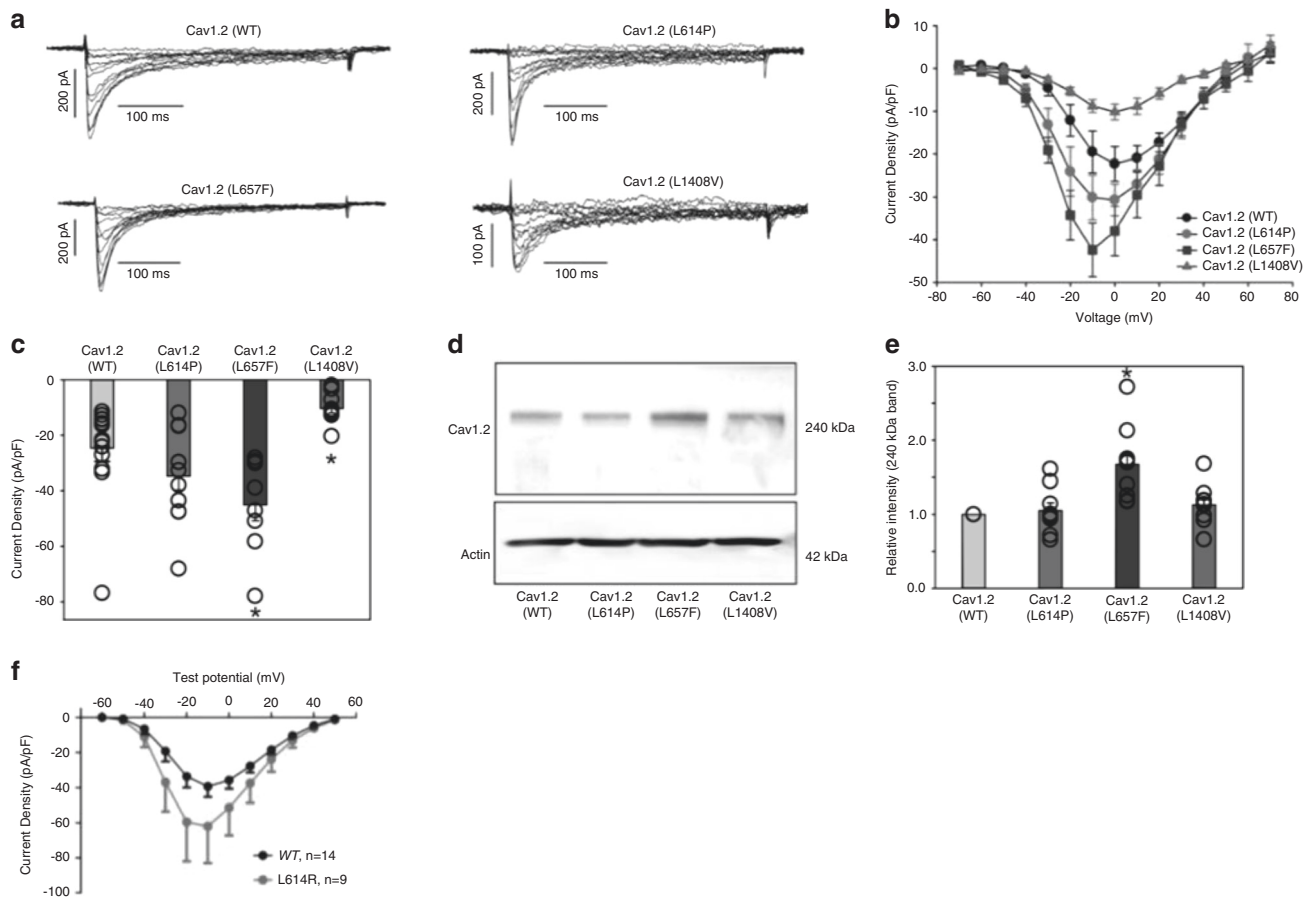 a
Cav1.2 (WT)
200 pA
100 ms
Cav1.2 (L614P)
200 pA
100 ms
Cav1.2 (L657F)
200 pA
100 ms
Cav1.2 (L1408V)
100 pA
100 ms
b
10
0
-10
-20
-30
-40
-50
Current Density (pA/pF)
-80 -60 -40 -20 0 20 40 60 80
Voltage (mV)
Cav1.2 (WT)
Cav1.2 (L614P)
Cav1.2 (L657F)
Cav1.2 (L1408V)
c
Cav1.2 Cav1.2 Cav1.2 Cav1.2
(WT) (L614P) (L657F) (L1408V)
0
-20
-40
-60
-80
Current Density (pA/pF)
*
*
d
Cav1.2
240 kDa
Actin
42 kDa
Cav1.2 Cav1.2 Cav1.2 Cav1.2
(WT) (L614P) (L657F) (L1408V)
e
3.0
2.0
1.0
0.0
Relative intensity (240 kDa band)
*
Cav1.2 Cav1.2 Cav1.2 Cav1.2
(WT) (L614P) (L657F) (L1408V)
f
Test potential (mV)
-60 -40 -20 0 20 40 60
0
-20
-40
-60
-80
-100
Current Density (pA/pF)
WT, n=14
L614R, n=9